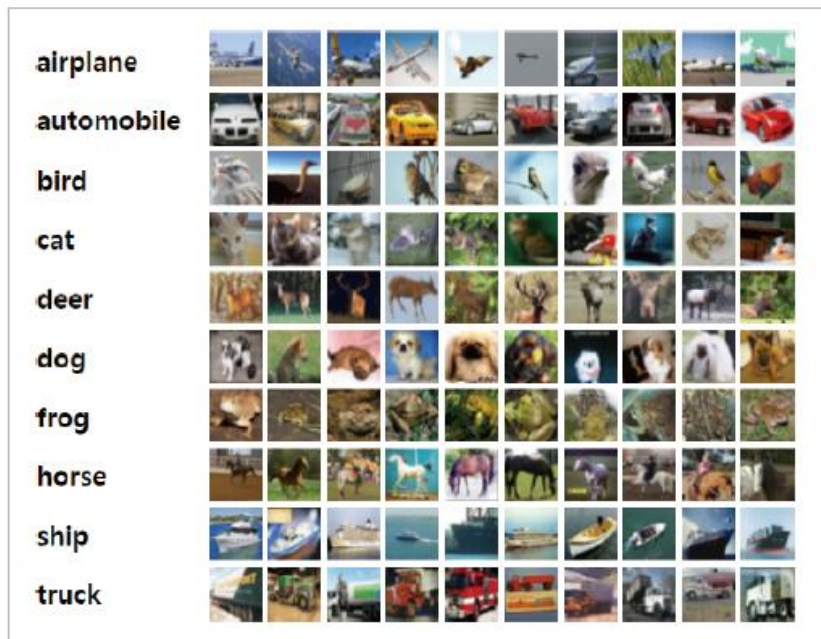 airplane
automobile
bird
cat
deer
dog
frog
horse
ship
truck